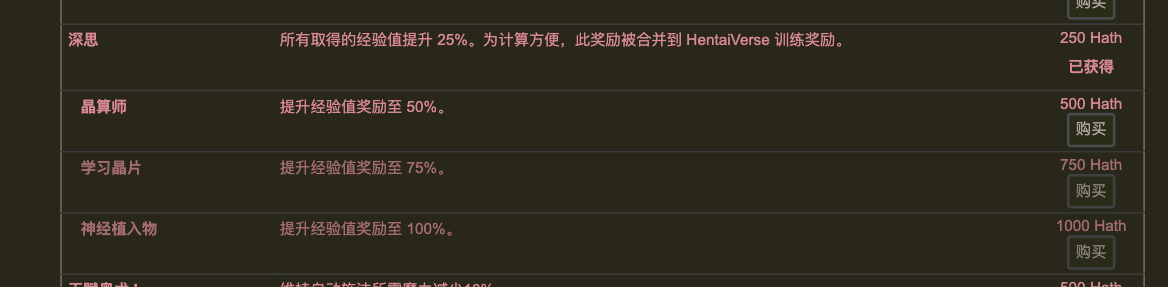 购买
深思 所有取得的经验值提升 25%。为计算方便，此奖励被合并到 HentaiVerse 训练奖励。 250 Hath
已获得
晶算师 提升经验值奖励至 50%。 500 Hath
购买
学习晶片 提升经验值奖励至 75%。 750 Hath
购买
神经植入物 提升经验值奖励至 100%。 1000 Hath
购买
500 Hath